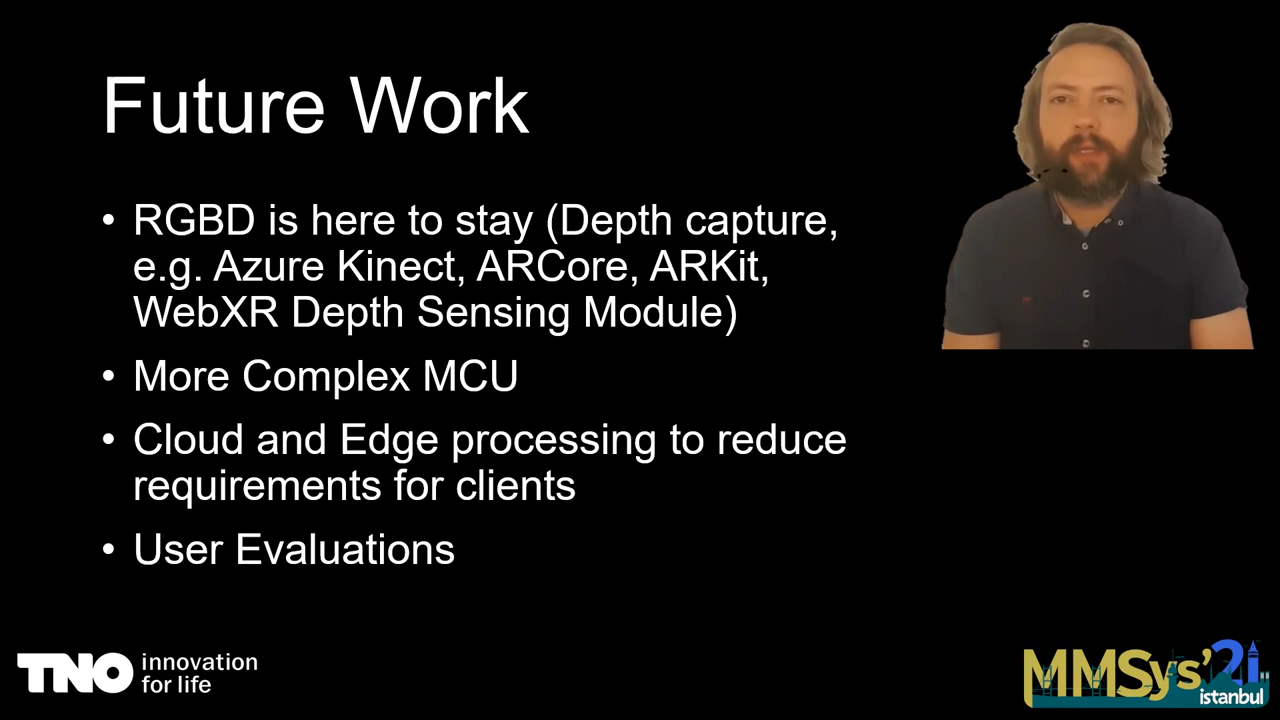 Future Work
• RGBD is here to stay (Depth capture,
e.g. Azure Kinect, ARCore, ARKit,
WebXR Depth Sensing Module)
• More Complex MCU
• Cloud and Edge processing to reduce
requirements for clients
• User Evaluations
TNO innovation
for life
MMSys'21
istanbul